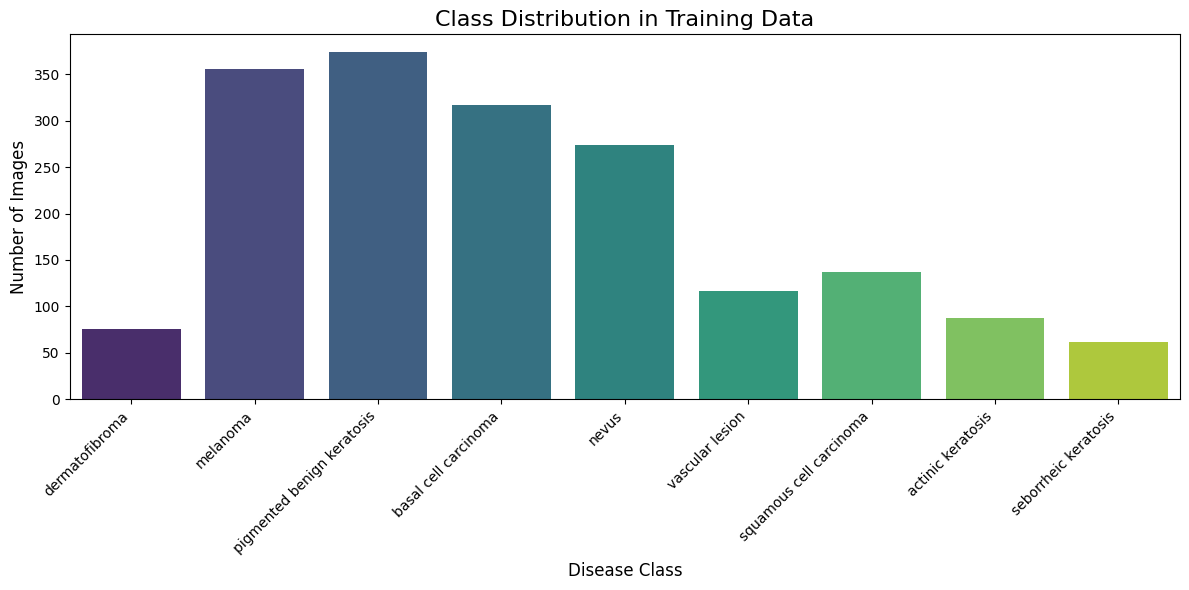 Class Distribution in Training Data
Number of Images
350
300
250
200
150
100
50
0
dermatofibroma
melanoma
pigmented benign keratosis
basal cell carcinoma
nevus
vascular lesion
squamous cell carcinoma
actinic keratosis
seborrheic keratosis
Disease Class